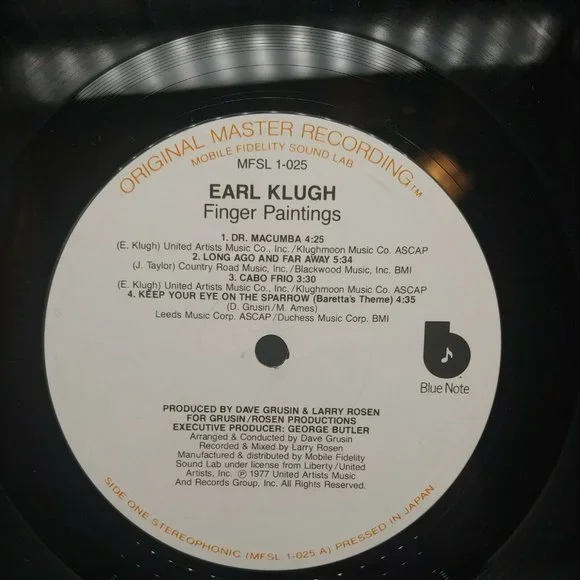 ORIGINAL MASTER RECORDING™
MOBILE FIDELITY SOUND LAB
MFSL 1-025
EARL KLUGH
Finger Paintings
1. DR. MACUMBA 4:25
(E. Klugh) United Artists Music Co., Inc./Klughmoon Music Co. ASCAP
2. LONG AGO AND FAR AWAY 5:34
(J. Taylor) Country Road Music, Inc./Blackwood Music, Inc. BMI
3. CABO FRIO 3:30
(E. Klugh) United Artists Music Co., Inc./Klughmoon Music Co. ASCAP
4. KEEP YOUR EYE ON THE SPARROW (Baretta's Theme) 4:35
(D. Grusin/M. Ames)
Leeds Music Corp. ASCAP/Duchess Music Corp. BMI
Blue Note
PRODUCED BY DAVE GRUSIN & LARRY ROSEN
FOR GRUSIN/ROSEN PRODUCTIONS
EXECUTIVE PRODUCER: GEORGE BUTLER
Arranged & Conducted by Dave Grusin
Recorded & Mixed by Larry Rosen
Manufactured & distributed by Mobile Fidelity
Sound Lab under license from Liberty/United
Artists, Inc. ℗ 1977 United Artists Music
And Records Group, Inc. All Rights Reserved.
SIDE ONE STEREOPHONIC (MFSL 1-025 A) PRESSED IN JAPAN